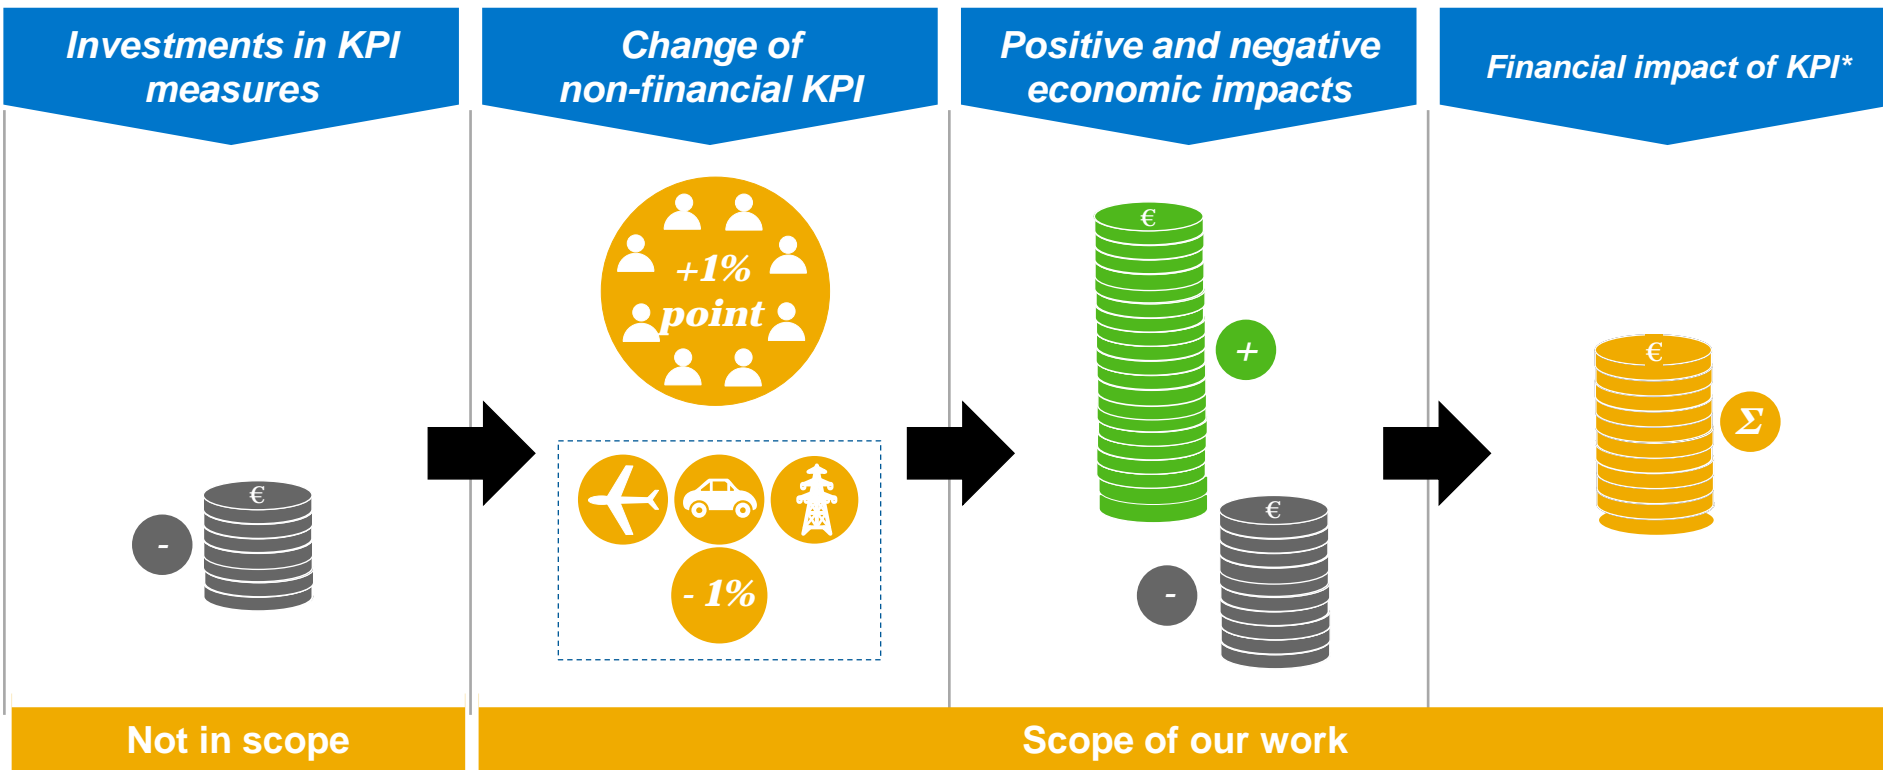 Investments in KPI
measures
Change of
non-financial KPI
Positive and negative
economic impacts
Financial impact of KPI*
€
-
+1%
point
- 1%
€
+
€
-
€
Σ
Not in scope
Scope of our work